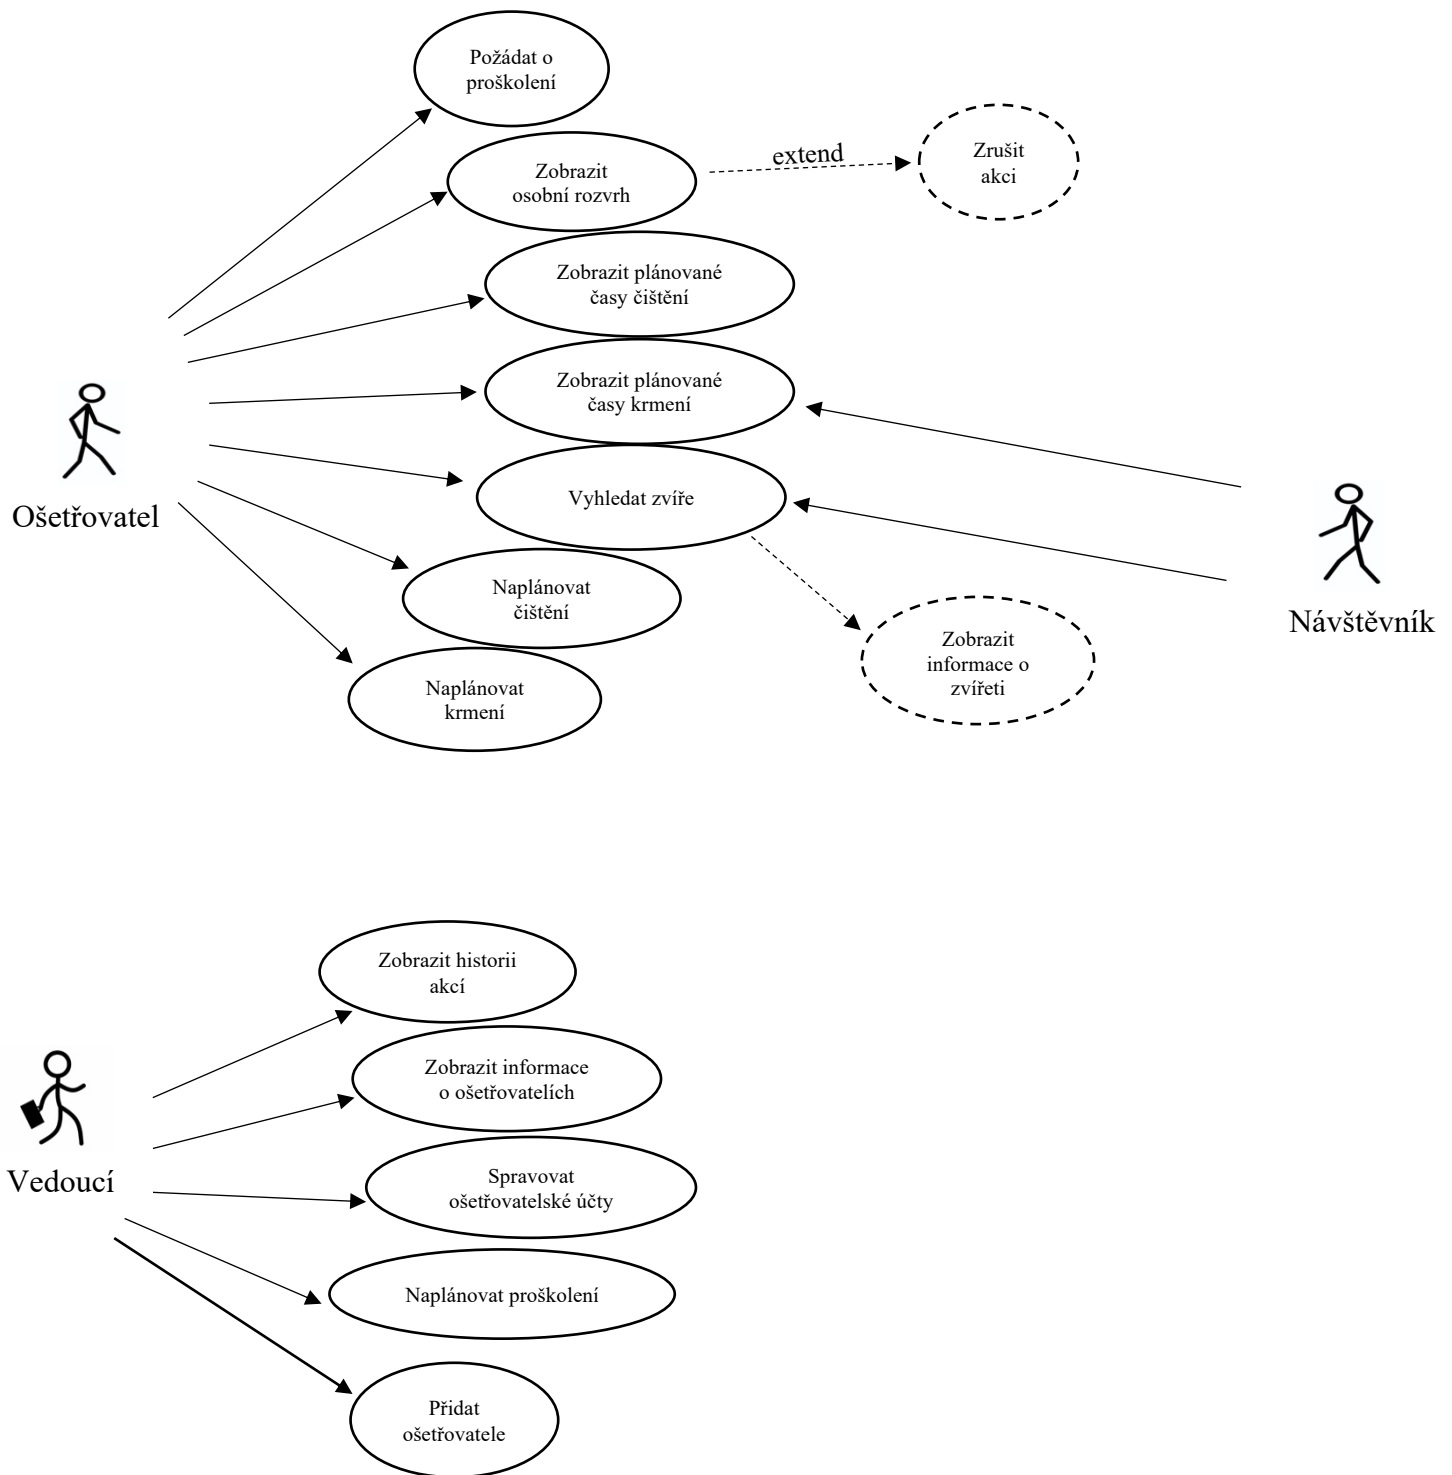 Požádat o
proškolení
Zobrazit
osobní rozvrh
extend
Zrušit
akci
Zobrazit plánované
časy čištění
Zobrazit plánované
časy krmení
Vyhledat zvíře
Ošetřovatel
Naplánovat
čištění
Návštěvník
Zobrazit
informace o
zvířeti
Naplánovat
krmení
Zobrazit historii
akcí
Zobrazit informace
o ošetřovatelích
Vedoucí
Spravovat
ošetřovatelské účty
Naplánovat proškolení
Přidat
ošetřovatele